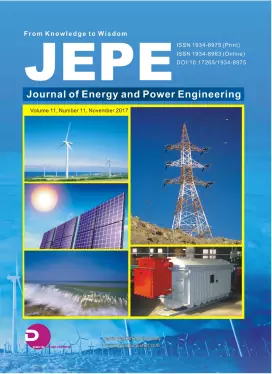 From Knowledge to Wisdom
JEPE
ISSN 1934-8975 (Print)
ISSN 1934-8983 (Online)
DOI:10.17265/1934-8975
Journal of Energy and Power Engineering
Volume 11, Number 11, November 2017